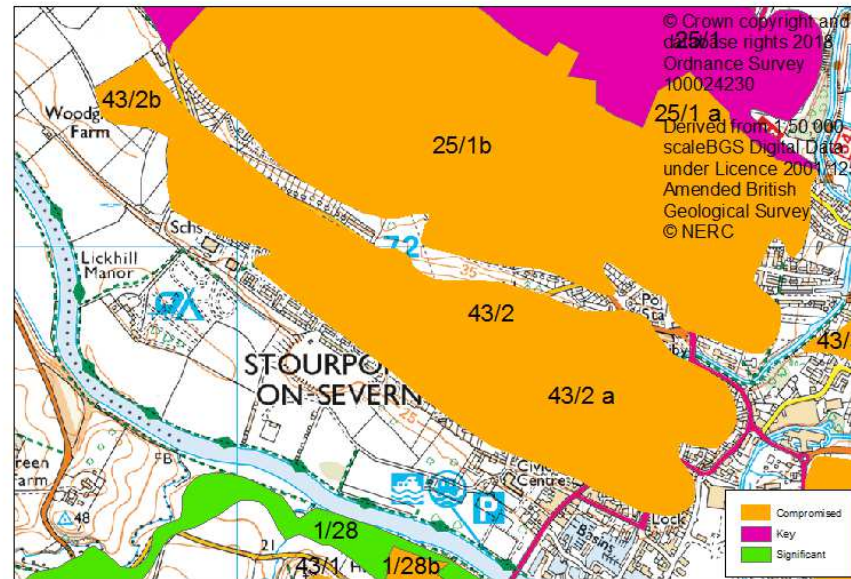 © Crown copyright and
database rights 2018
Ordnance Survey
100024230
Derived from 1:50,000
scaleBGS Digital Data
under Licence 2001/125
Amended British
Geological Survey
© NERC
25/1
25/1 a
43/2b
Farm
25/1b
Schs
72
35
Lickhill
Manor
43/2
Po
Sta
43/
STOURPO
ON-SEVERN
43/2 a
25
FB
Civic
Centre
Farm
48
P
Lock
Basins
1/28
21
43/1
1/28b
Compromised
Key
Significant